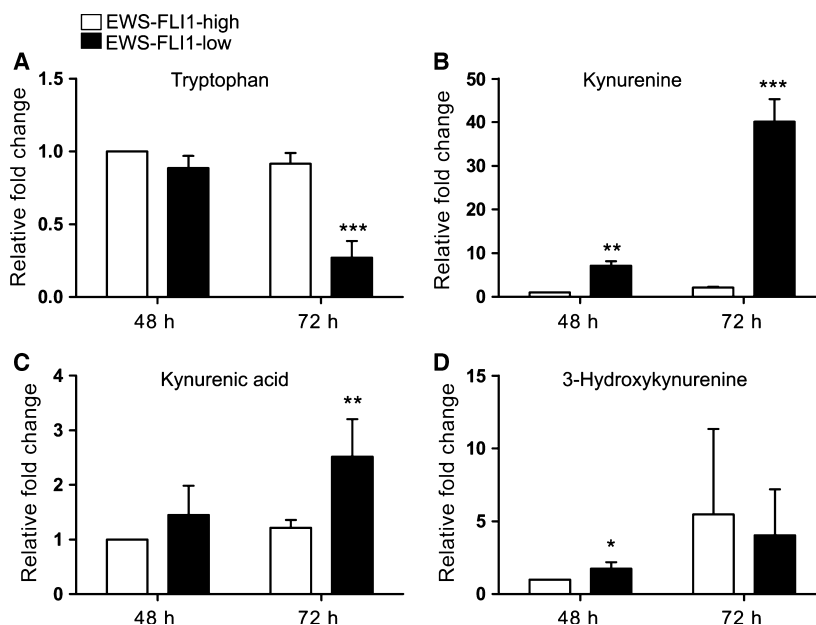 EWS-FLI1-high
EWS-FLI1-low
A
Tryptophan
Relative fold change
1.5
1.0
0.5
0.0
***
48 h
72 h
B
Kynurenine
Relative fold change
50
40
30
20
10
0
**
***
48 h
72 h
C
Kynurenic acid
Relative fold change
4
3
2
1
0
**
48 h
72 h
D
3-Hydroxykynurenine
Relative fold change
15
10
5
0
*
48 h
72 h